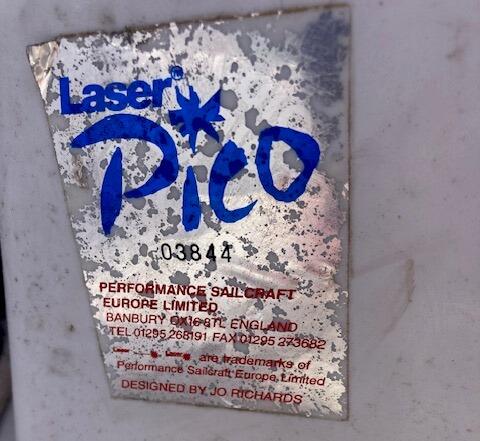 Laser®
Pico
03844
PERFORMANCE SAILCRAFT
EUROPE LIMITED
BANBURY OX16 8TL ENGLAND
TEL 01295 268191 FAX 01295 273682
are trademarks of
Performance Sailcraft Europe Limited
DESIGNED BY JO RICHARDS